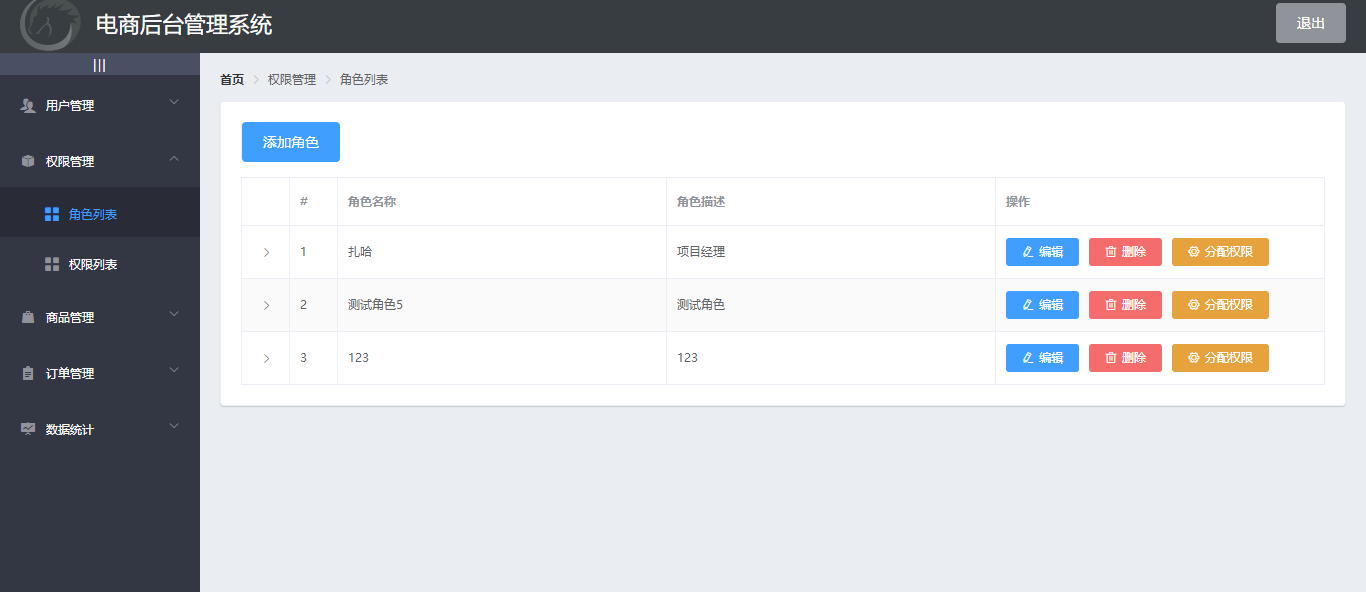 电商后台管理系统
退出
|||
用户管理
权限管理
角色列表
权限列表
商品管理
订单管理
数据统计
首页 > 权限管理 > 角色列表
添加角色
# 角色名称 角色描述 操作
1 扎哈 项目经理 编辑 删除 分配权限
2 测试角色5 测试角色 编辑 删除 分配权限
3 123 123 编辑 删除 分配权限